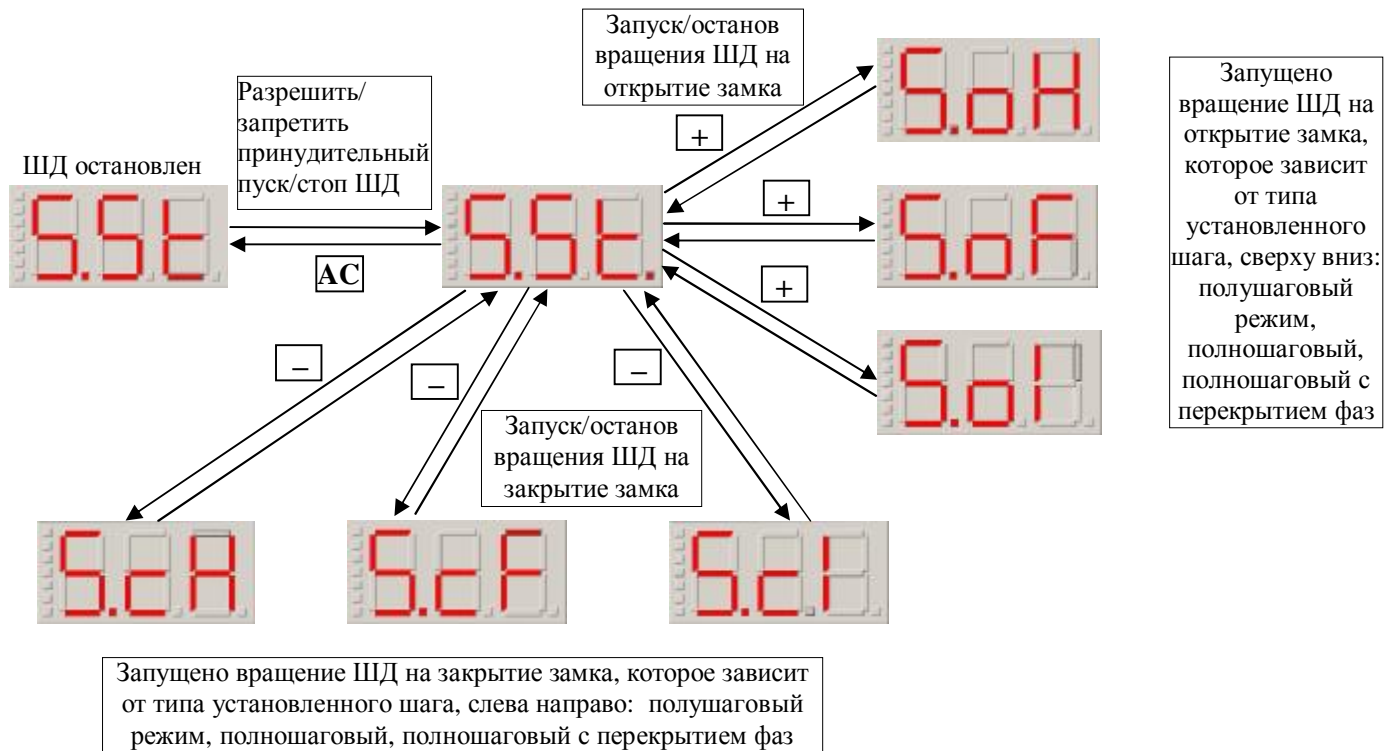 Запуск/останов
вращения ШД на
открытие замка
S.oH
Запущено
вращение ШД на
открытие замка,
которое зависит
от типа
установленного
шага, сверху вниз:
полушаговый
режим,
полношаговый,
полношаговый с
перекрытием фаз
Разрешить/
запретить
принудительный
пуск/стоп ШД
+
ШД остановлен
S.St
AC
S.St.
+
S.oF
+
S.oI
–
–
–
Запуск/останов
вращения ШД на
закрытие замка
S.cH
S.cF
S.cI
Запущено вращение ШД на закрытие замка, которое зависит
от типа установленного шага, слева направо: полушаговый
режим, полношаговый, полношаговый с перекрытием фаз